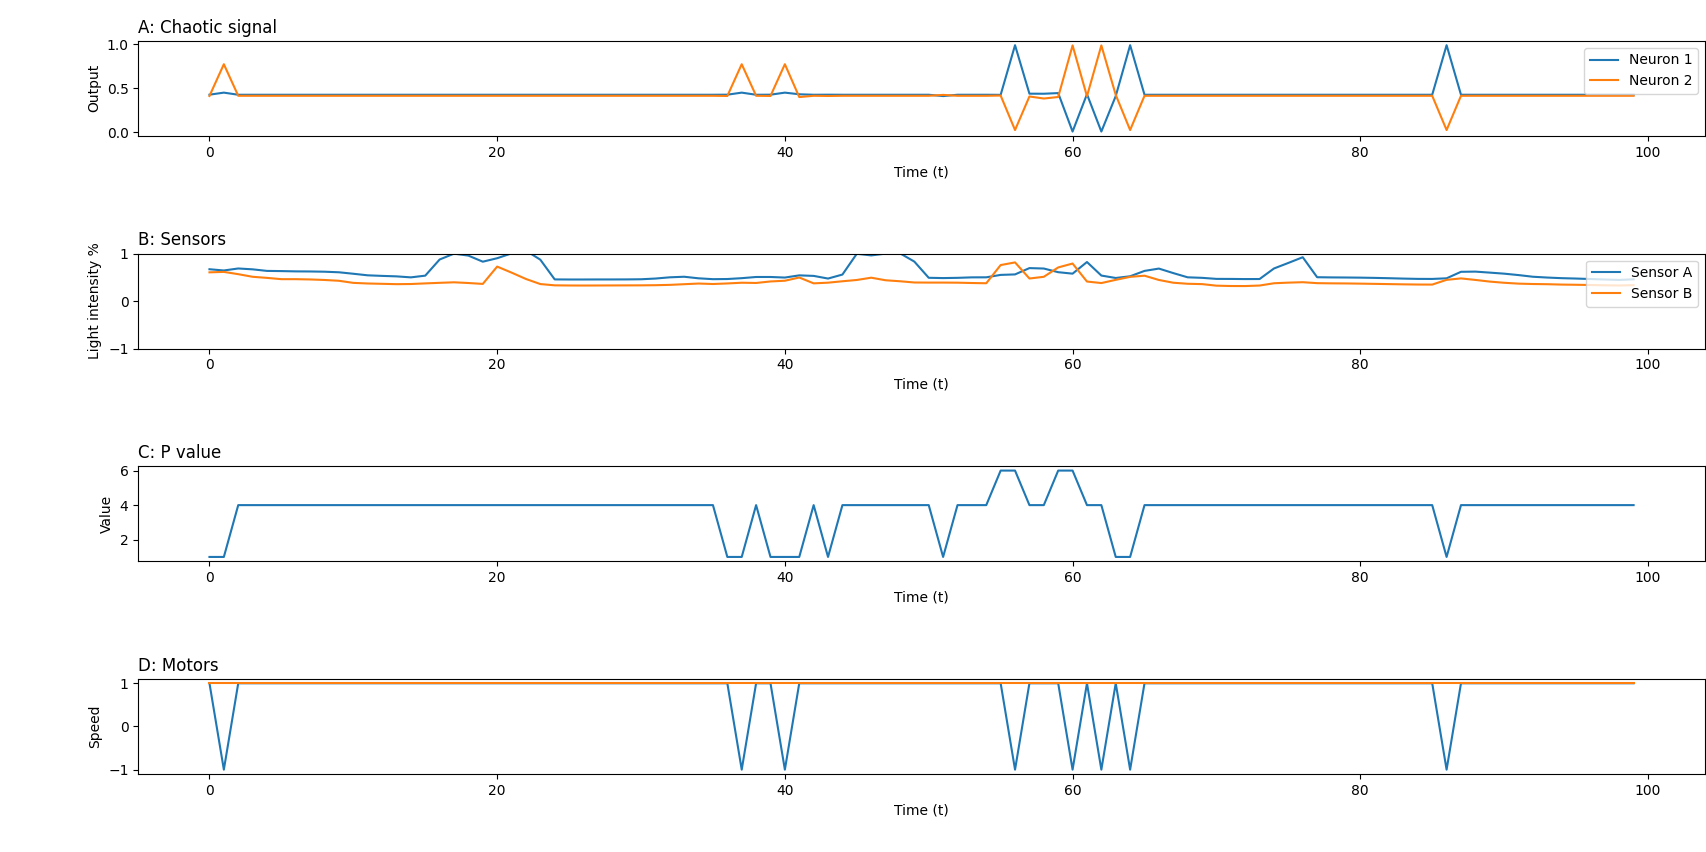 A: Chaotic signal
1.0
0.5
0.0
Output
Neuron 1
Neuron 2
0 20 40 60 80 100
Time (t)
B: Sensors
1
0
−1
Light intensity %
Sensor A
Sensor B
0 20 40 60 80 100
Time (t)
C: P value
6
4
2
Value
0 20 40 60 80 100
Time (t)
D: Motors
1
0
−1
Speed
0 20 40 60 80 100
Time (t)